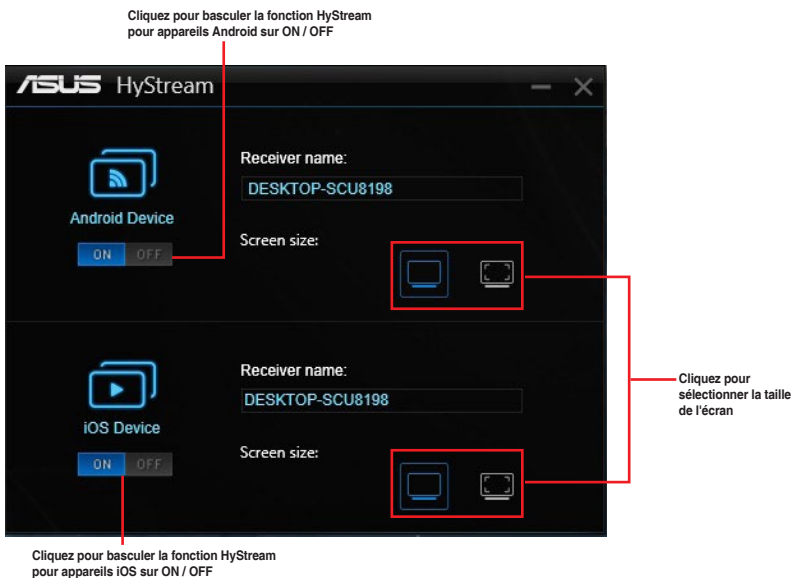 Cliquez pour basculer la fonction HyStream
pour appareils Android sur ON / OFF
ASUS HyStream
Receiver name:
DESKTOP-SCU8198
Android Device
Screen size:
ON OFF
Cliquez pour
sélectionner la taille
de l'écran
Receiver name:
DESKTOP-SCU8198
iOS Device
Screen size:
ON OFF
Cliquez pour basculer la fonction HyStream
pour appareils iOS sur ON / OFF